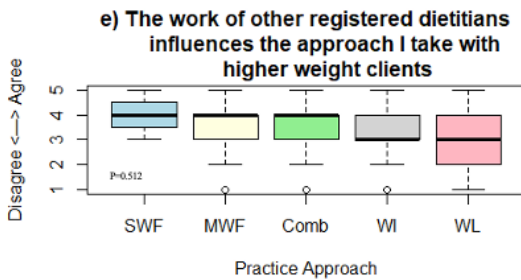 e) The work of other registered dietitians
influences the approach I take with
higher weight clients
Disagree <—> Agree
5
4
3
2
1
P=0.512
SWF MWF Comb WI WL
Practice Approach